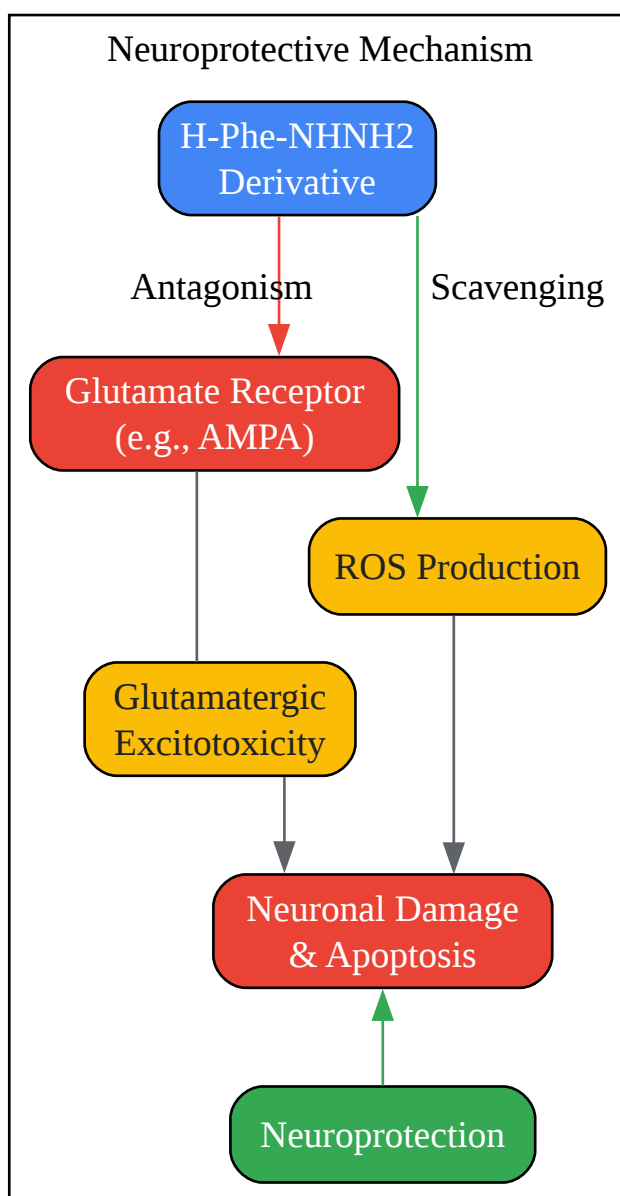 Neuroprotective Mechanism
H-Phe-NHNH2
Derivative
Antagonism
Scavenging
Glutamate Receptor
(e.g., AMPA)
ROS Production
Glutamatergic
Excitotoxicity
Neuronal Damage
& Apoptosis
Neuroprotection